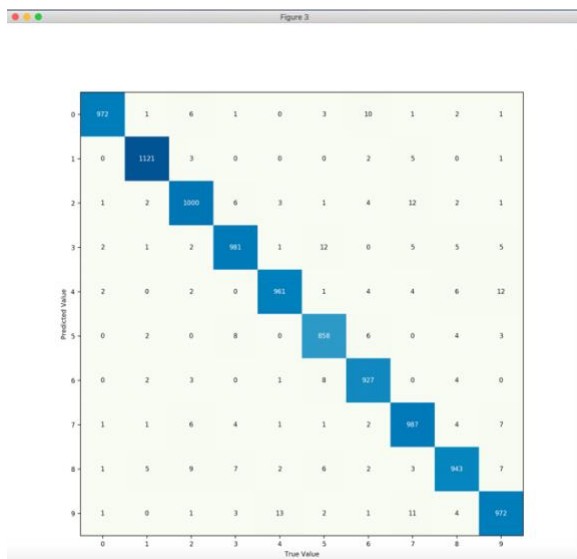 Figure 3
0 972 1 6 1 0 3 10 1 2 1
1 0 1121 3 0 0 0 2 5 0 1
2 1 2 1000 6 3 1 4 12 2 1
3 2 1 2 981 1 12 0 5 5 5
4 2 0 2 0 961 1 4 4 6 12
Predicted Value
5 0 2 0 8 0 858 6 0 4 3
6 0 2 3 0 1 8 927 0 4 0
7 1 1 6 4 1 1 2 987 4 7
8 1 5 9 7 2 6 2 3 943 7
9 1 0 1 3 13 2 1 11 4 972
0 1 2 3 4 5 6 7 8 9
True Value